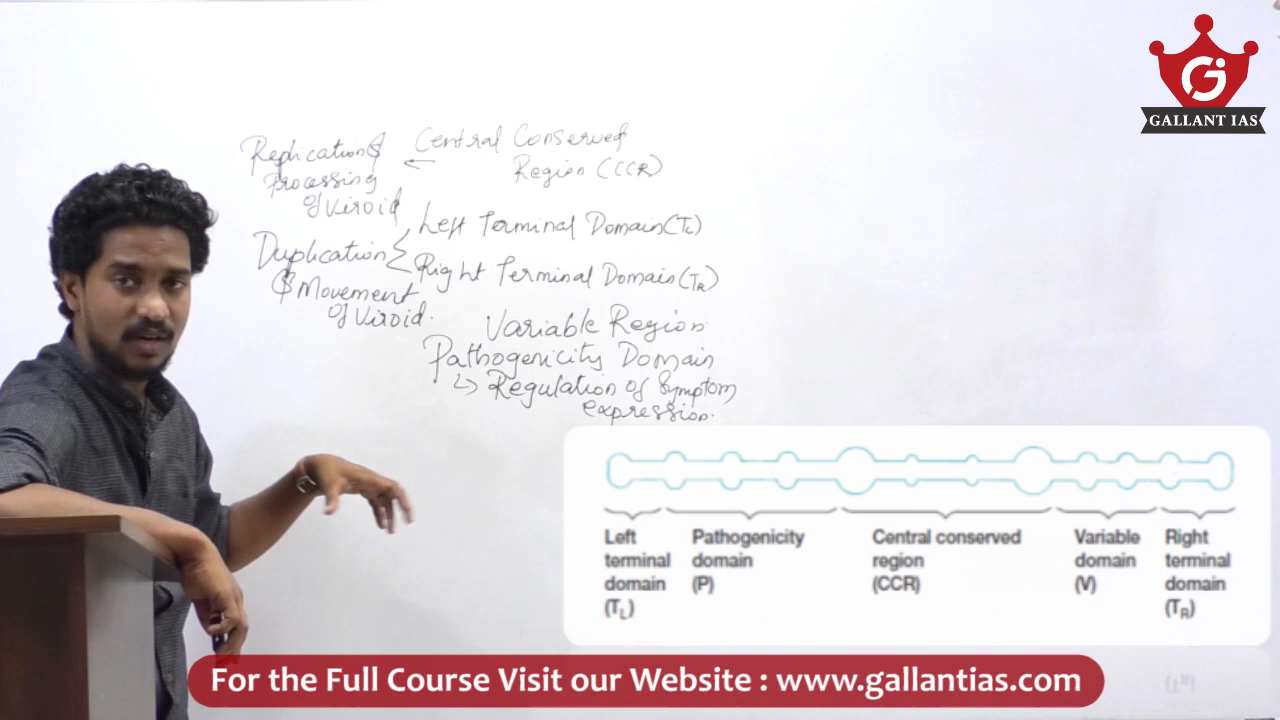 GALLANT IAS
Replication &
Processing
of Viroid
← Central Conserved
Region (CCR)
Duplication
& Movement
of Viroid.
Left Terminal Domain (TL)
Right Terminal Domain (TR)
Variable Region
Pathogenicity Domain
↳ Regulation of Symptom
expression.
Left
terminal
domain
(TL)
Pathogenicity
domain
(P)
Central conserved
region
(CCR)
Variable
domain
(V)
Right
terminal
domain
(TR)
For the Full Course Visit our Website : www.gallantias.com